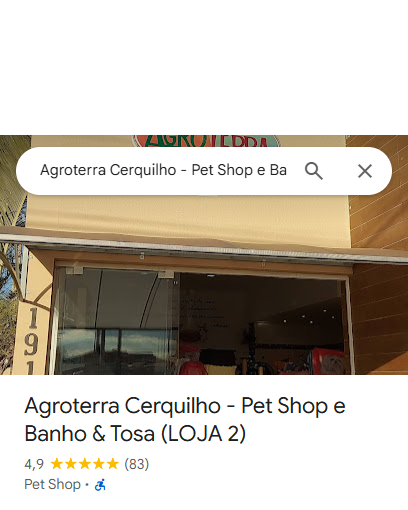 AGROTERRA
Agroterra Cerquilho - Pet Shop e Ba
191
Agroterra Cerquilho - Pet Shop e
Banho & Tosa (LOJA 2)
4,9 ★★★★★ (83)
Pet Shop ·